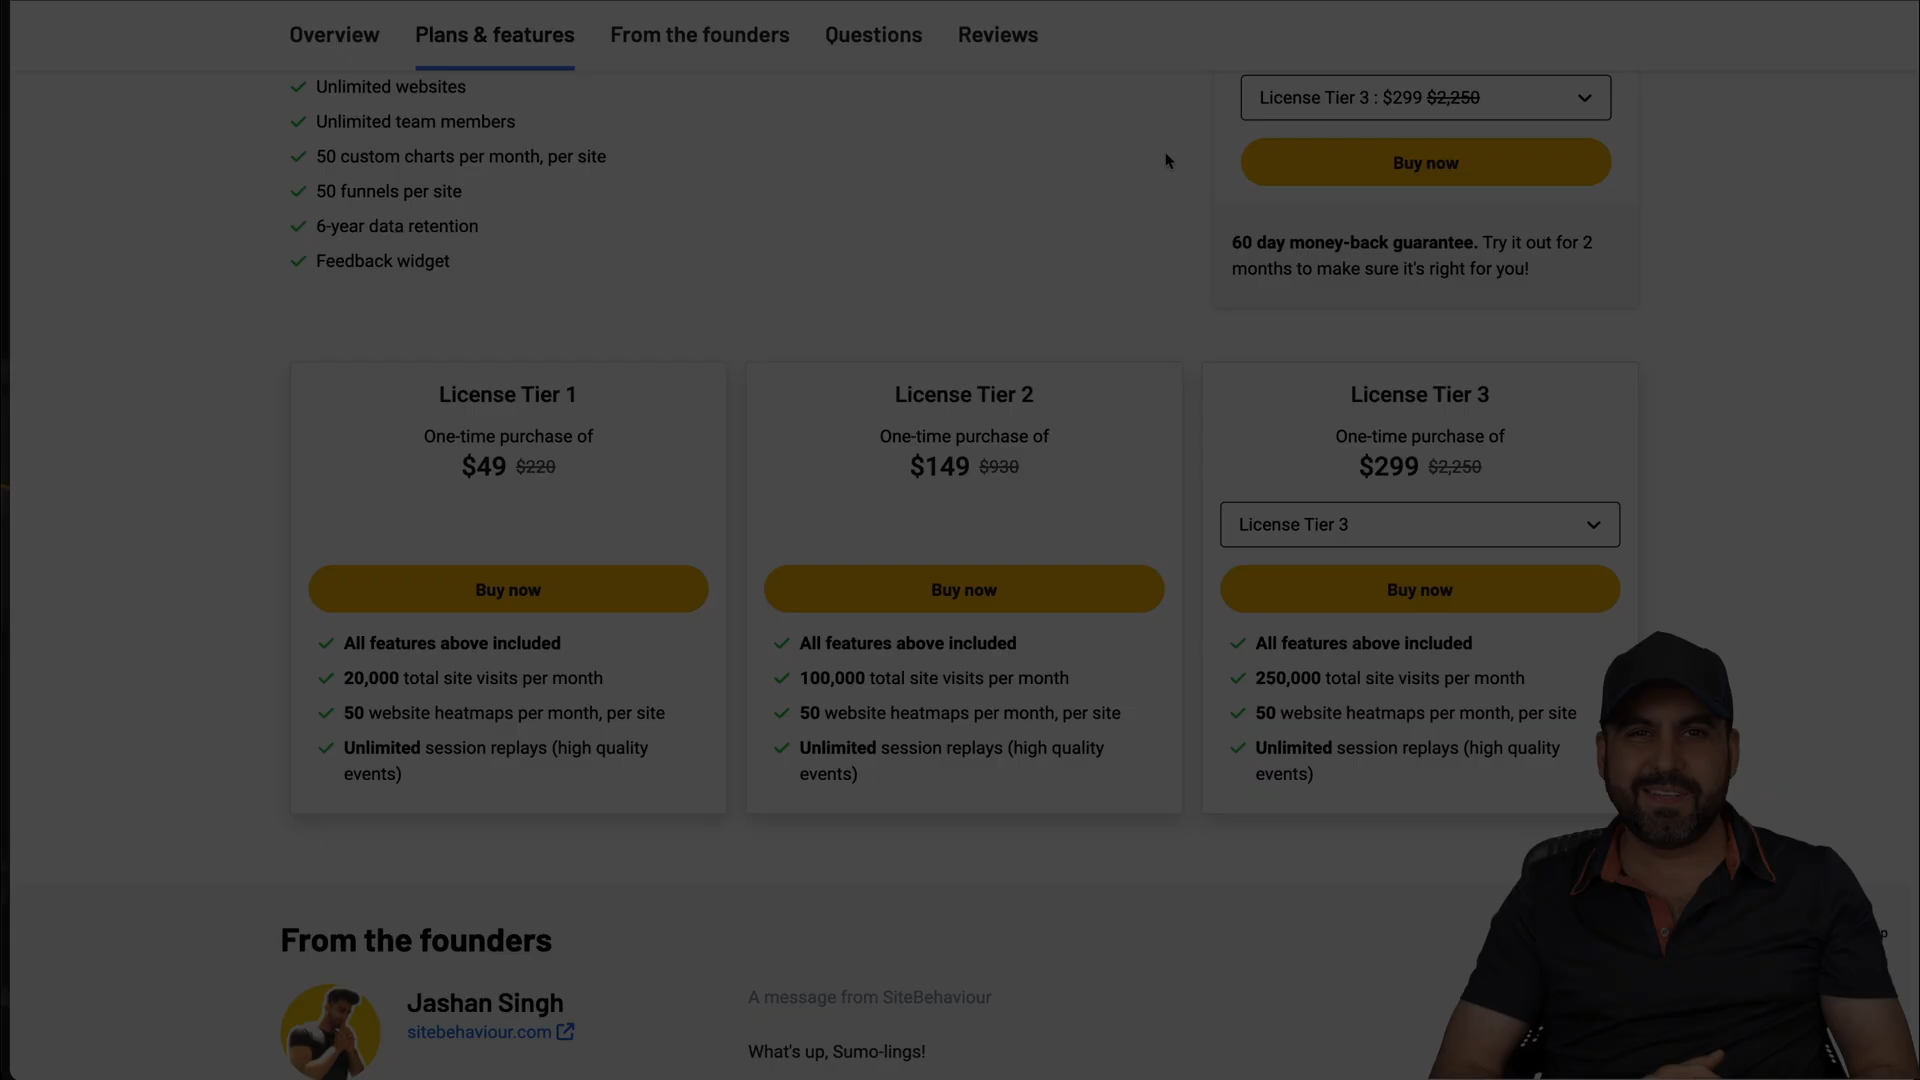 Overview Plans & features From the founders Questions Reviews
Unlimited websites
Unlimited team members
50 custom charts per month, per site
50 funnels per site
6-year data retention
Feedback widget
License Tier 3 : $299 $2,250
Buy now
60 day money-back guarantee. Try it out for 2
months to make sure it's right for you!
License Tier 1
One-time purchase of
$49 $220
Buy now
All features above included
20,000 total site visits per month
50 website heatmaps per month, per site
Unlimited session replays (high quality
events)
License Tier 2
One-time purchase of
$149 $930
Buy now
All features above included
100,000 total site visits per month
50 website heatmaps per month, per site
Unlimited session replays (high quality
events)
License Tier 3
One-time purchase of
$299 $2,250
License Tier 3
Buy now
All features above included
250,000 total site visits per month
50 website heatmaps per month, per site
Unlimited session replays (high quality
events)
From the founders
Jashan Singh
sitebehaviour.com
A message from SiteBehaviour
What's up, Sumo-lings!